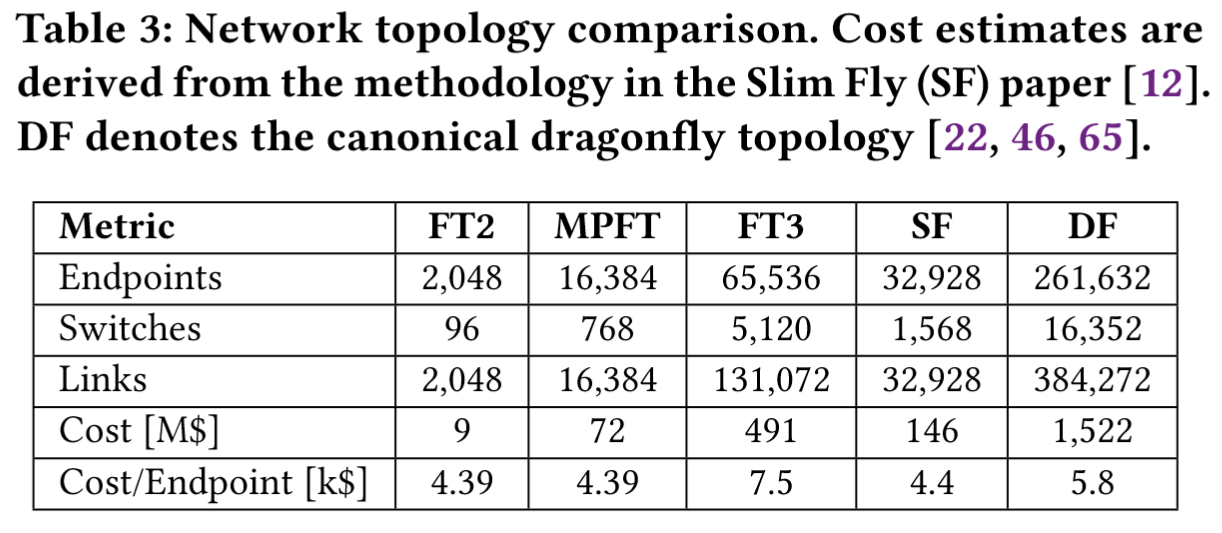 Table 3: Network topology comparison. Cost estimates are
derived from the methodology in the Slim Fly (SF) paper [12].
DF denotes the canonical dragonfly topology [22, 46, 65].
Metric FT2 MPFT FT3 SF DF
Endpoints 2,048 16,384 65,536 32,928 261,632
Switches 96 768 5,120 1,568 16,352
Links 2,048 16,384 131,072 32,928 384,272
Cost [M$] 9 72 491 146 1,522
Cost/Endpoint [k$] 4.39 4.39 7.5 4.4 5.8